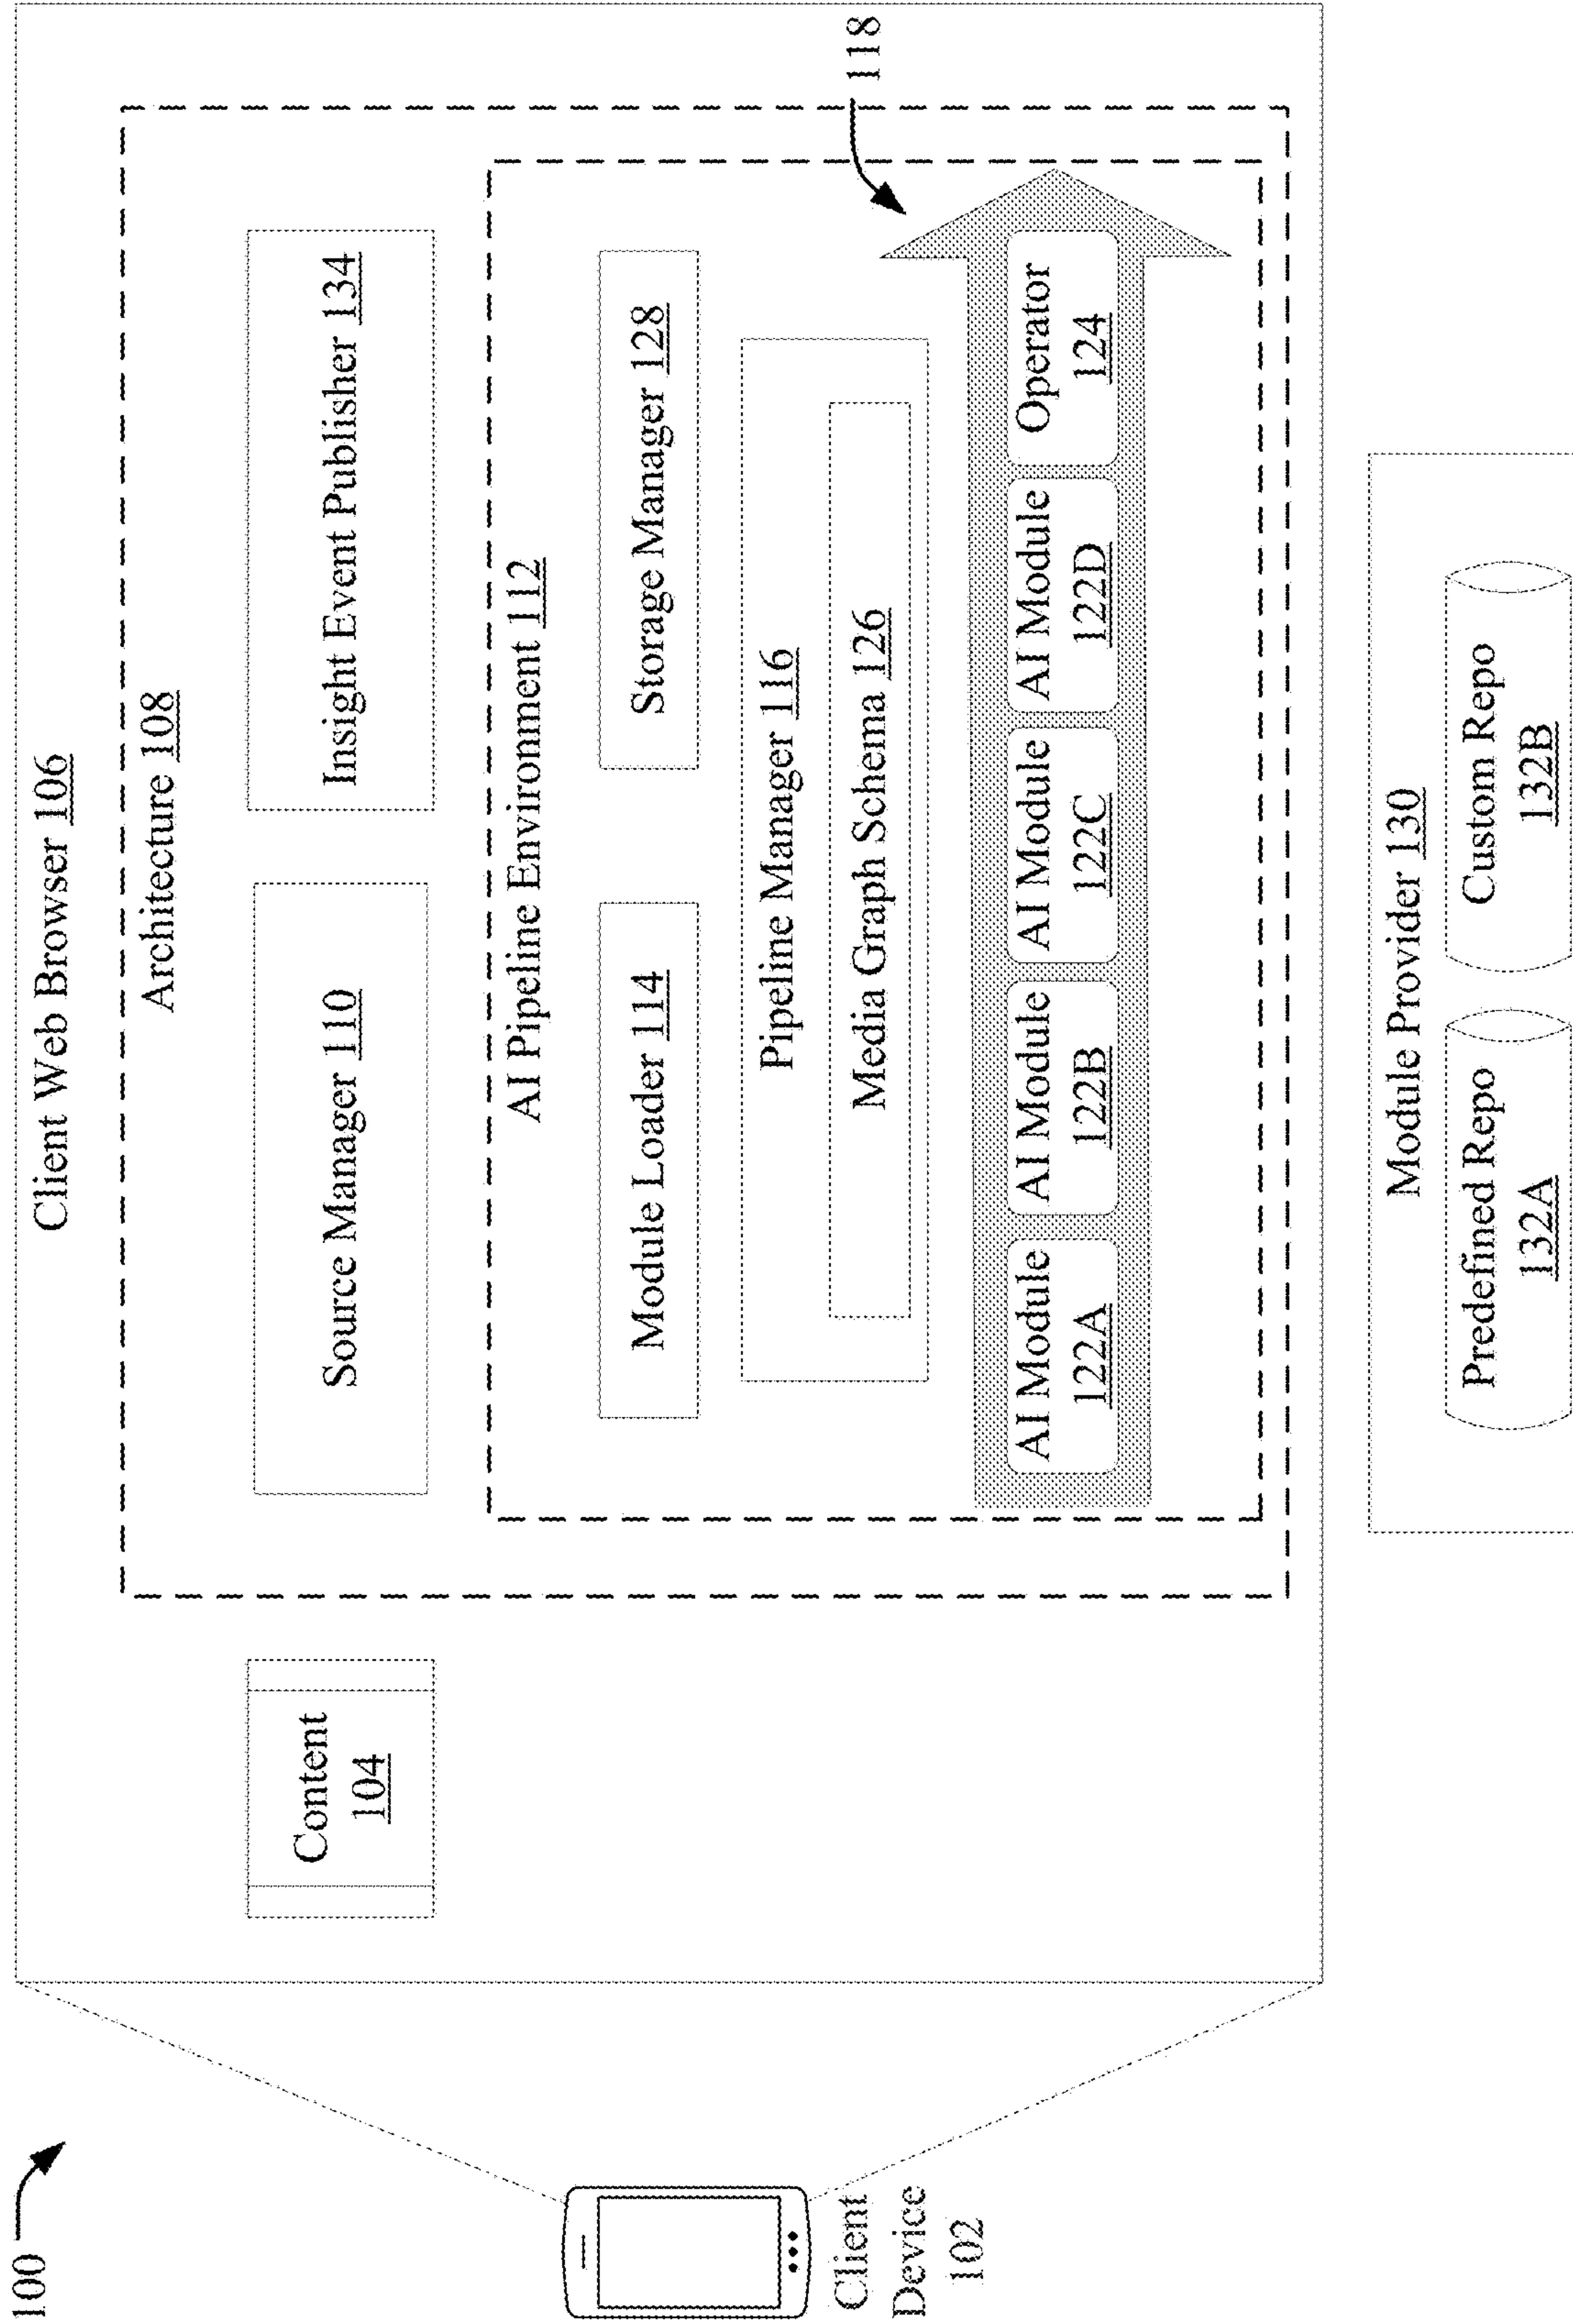 100
Client Web Browser 106
Architecture 108
Content
104
Source Manager 110
Insight Event Publisher 134
AI Pipeline Environment 112
Module Loader 114
Storage Manager 128
Pipeline Manager 116
Media Graph Schema 126
118
AI Module
122A
AI Module
122B
AI Module
122C
AI Module
122D
Operator
124
Client
Device
102
Module Provider 130
Predefined Repo
132A
Custom Repo
132B